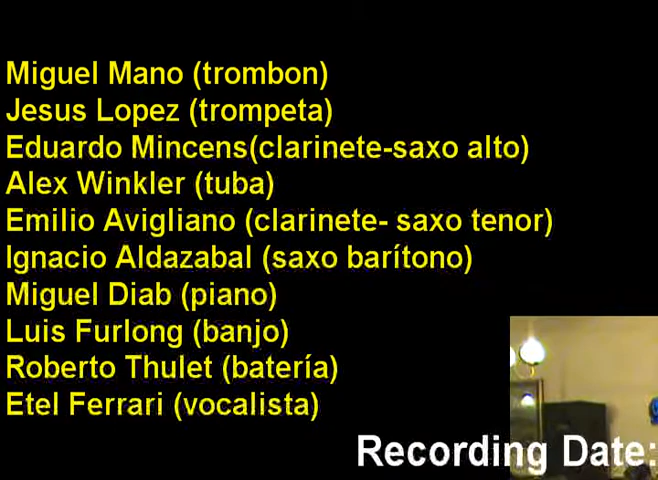 Miguel Mano (trombon)
Jesus Lopez (trompeta)
Eduardo Mincens(clarinete-saxo alto)
Alex Winkler (tuba)
Emilio Avigliano (clarinete- saxo tenor)
Ignacio Aldazabal (saxo barítono)
Miguel Diab (piano)
Luis Furlong (banjo)
Roberto Thulet (batería)
Etel Ferrari (vocalista)
Recording Date: